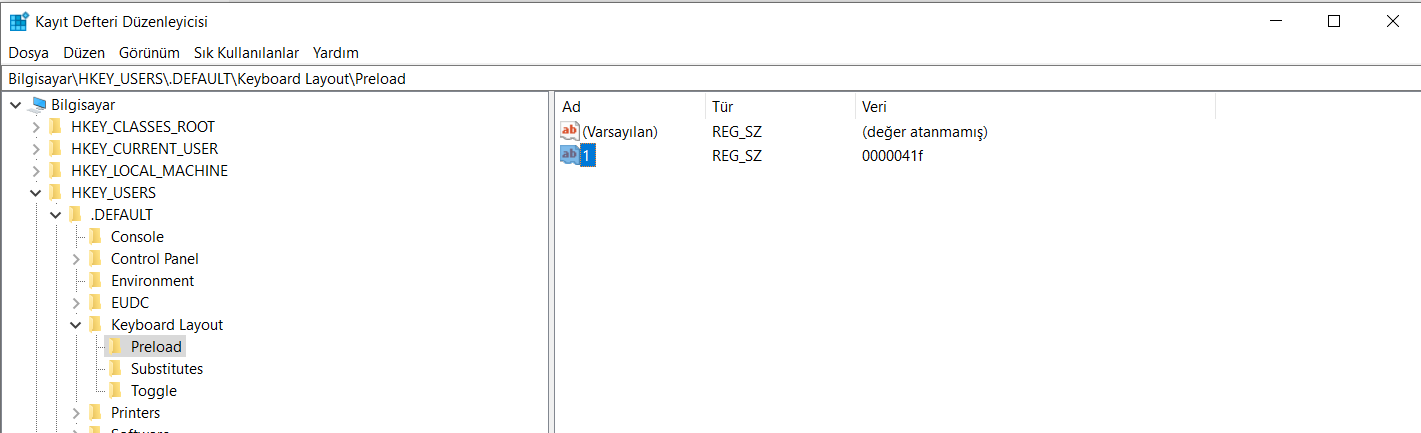 Kayıt Defteri Düzenleyicisi
Dosya Düzen Görünüm Sık Kullanılanlar Yardım
Bilgisayar\HKEY_USERS\.DEFAULT\Keyboard Layout\Preload
Bilgisayar
HKEY_CLASSES_ROOT
HKEY_CURRENT_USER
HKEY_LOCAL_MACHINE
HKEY_USERS
.DEFAULT
Console
Control Panel
Environment
EUDC
Keyboard Layout
Preload
Substitutes
Toggle
Printers
Software
Ad Tür Veri
(Varsayılan) REG_SZ (değer atanmamış)
1 REG_SZ 0000041f